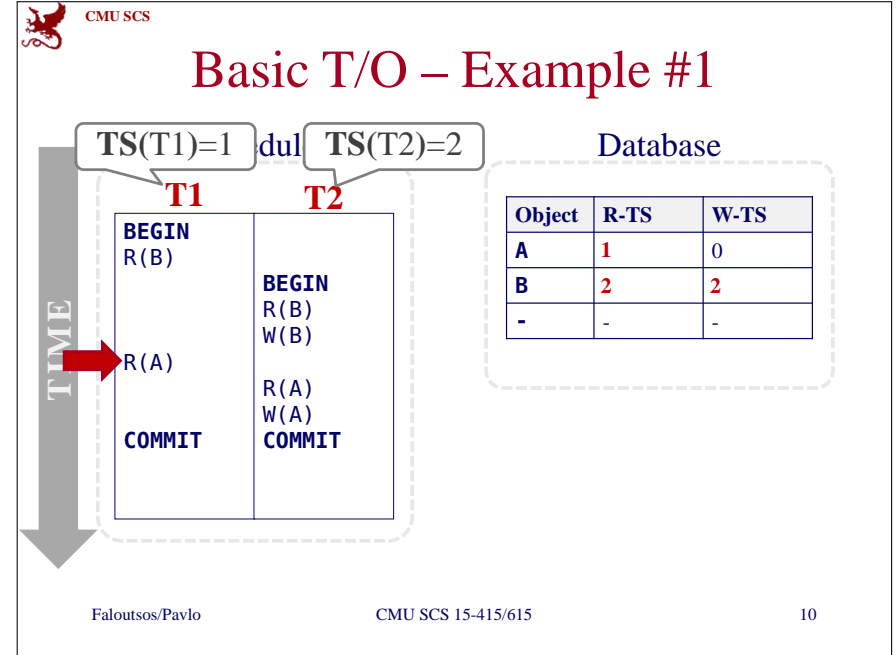 CMU SCS
Basic T/O – Example #1
TS(T1)=1 dul TS(T2)=2 Database
T1 T2
BEGIN
R(B)
BEGIN
R(B)
W(B)
R(A)
R(A)
W(A)
COMMIT COMMIT
TIME
Object R-TS W-TS
A 1 0
B 2 2
- - -
Faloutsos/Pavlo CMU SCS 15-415/615 10